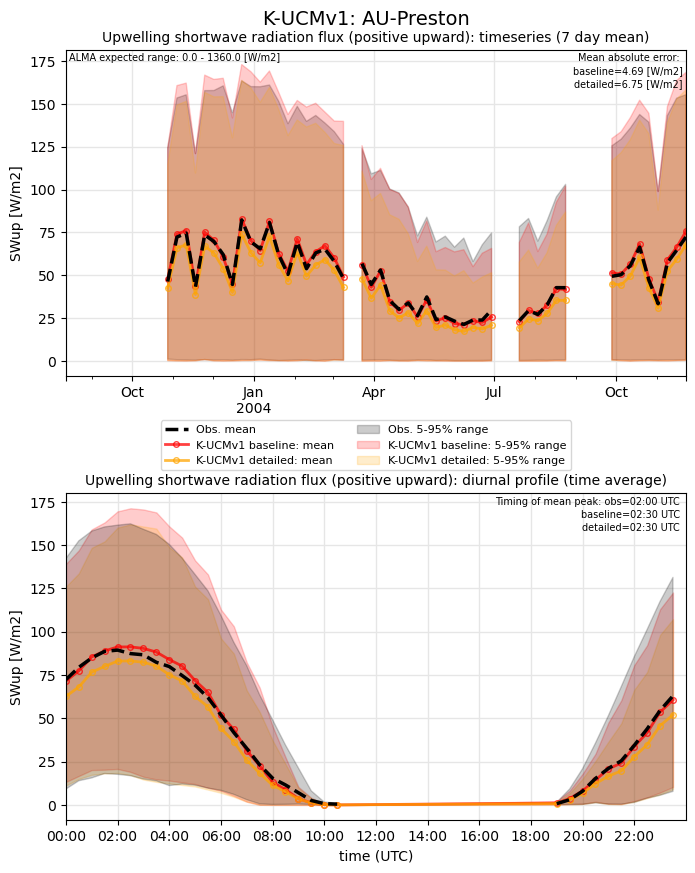 K-UCMv1: AU-Preston
Upwelling shortwave radiation flux (positive upward): timeseries (7 day mean)
ALMA expected range: 0.0 - 1360.0 [W/m2]
Mean absolute error:
baseline=4.69 [W/m2]
detailed=6.75 [W/m2]
175
150
125
100
75
50
25
0
SWup [W/m2]
Oct
Jan
2004
Apr
Jul
Oct
Obs. mean
K-UCMv1 baseline: mean
K-UCMv1 detailed: mean
Obs. 5-95% range
K-UCMv1 baseline: 5-95% range
K-UCMv1 detailed: 5-95% range
Upwelling shortwave radiation flux (positive upward): diurnal profile (time average)
Timing of mean peak: obs=02:00 UTC
baseline=02:30 UTC
detailed=02:30 UTC
175
150
125
100
75
50
25
0
SWup [W/m2]
00:00
02:00
04:00
06:00
08:00
10:00
12:00
14:00
16:00
18:00
20:00
22:00
time (UTC)